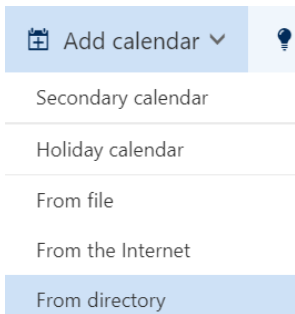 Add calendar
Secondary calendar
Holiday calendar
From file
From the Internet
From directory